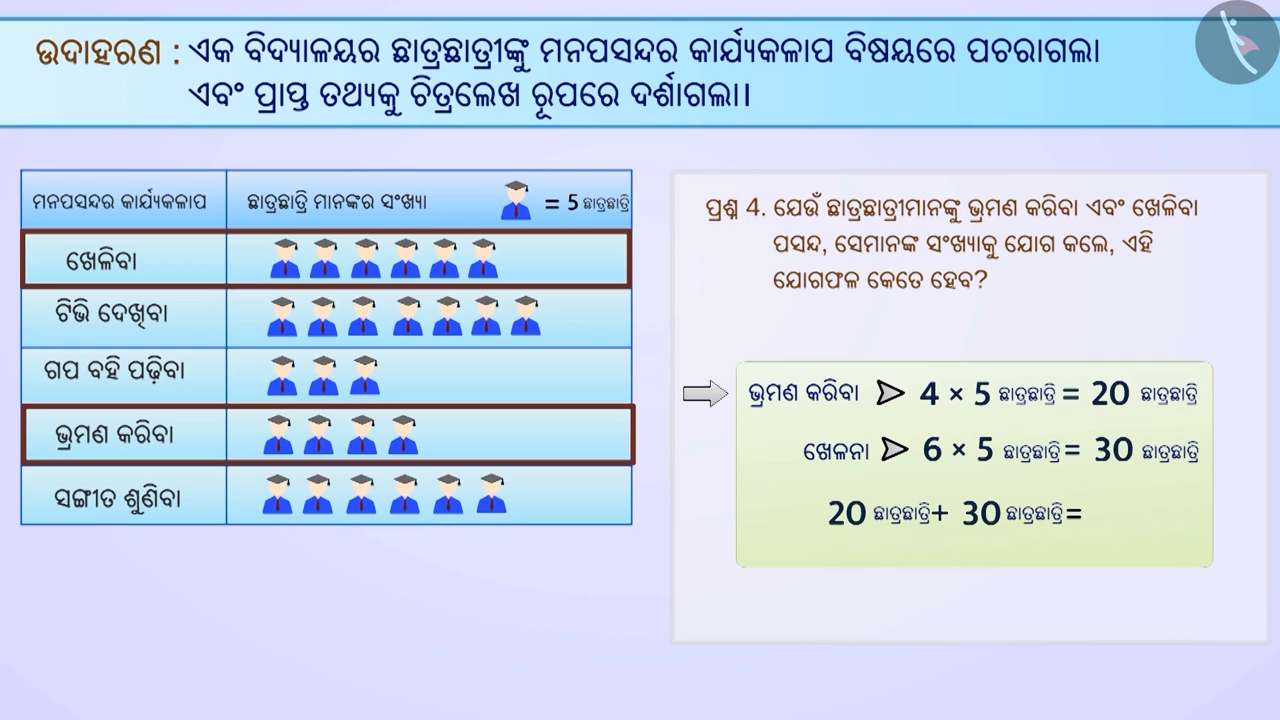 ଉଦାହରଣ : ଏକ ବିଦ୍ୟାଳୟର ଛାତ୍ରଛାତ୍ରୀଙ୍କୁ ମନପସନ୍ଦର କାର୍ଯ୍ୟକଳାପ ବିଷୟରେ ପଚରାଗଲା
ଏବଂ ପ୍ରାପ୍ତ ତଥ୍ୟକୁ ଚିତ୍ରଲେଖ ରୂପରେ ଦର୍ଶାଗଲା।
ମନପସନ୍ଦର କାର୍ଯ୍ୟକଳାପ
ଛାତ୍ରଛାତ୍ରି ମାନଙ୍କର ସଂଖ୍ୟା = 5 ଛାତ୍ରଛାତ୍ରି
ଖେଳିବା
ଟିଭି ଦେଖିବା
ଗପ ବହି ପଢ଼ିବା
ଭ୍ରମଣ କରିବା
ସଙ୍ଗୀତ ଶୁଣିବା
ପ୍ରଶ୍ନ 4. ଯେଉଁ ଛାତ୍ରଛାତ୍ରୀମାନଙ୍କୁ ଭ୍ରମଣ କରିବା ଏବଂ ଖେଳିବା
ପସନ୍ଦ, ସେମାନଙ୍କ ସଂଖ୍ୟାକୁ ଯୋଗ କଲେ, ଏହି
ଯୋଗଫଳ କେତେ ହେବ?
ଭ୍ରମଣ କରିବା ➢ 4 × 5 ଛାତ୍ରଛାତ୍ରି = 20 ଛାତ୍ରଛାତ୍ରି
ଖେଳନା ➢ 6 × 5 ଛାତ୍ରଛାତ୍ରି = 30 ଛାତ୍ରଛାତ୍ରି
20 ଛାତ୍ରଛାତ୍ରି + 30 ଛାତ୍ରଛାତ୍ରି =